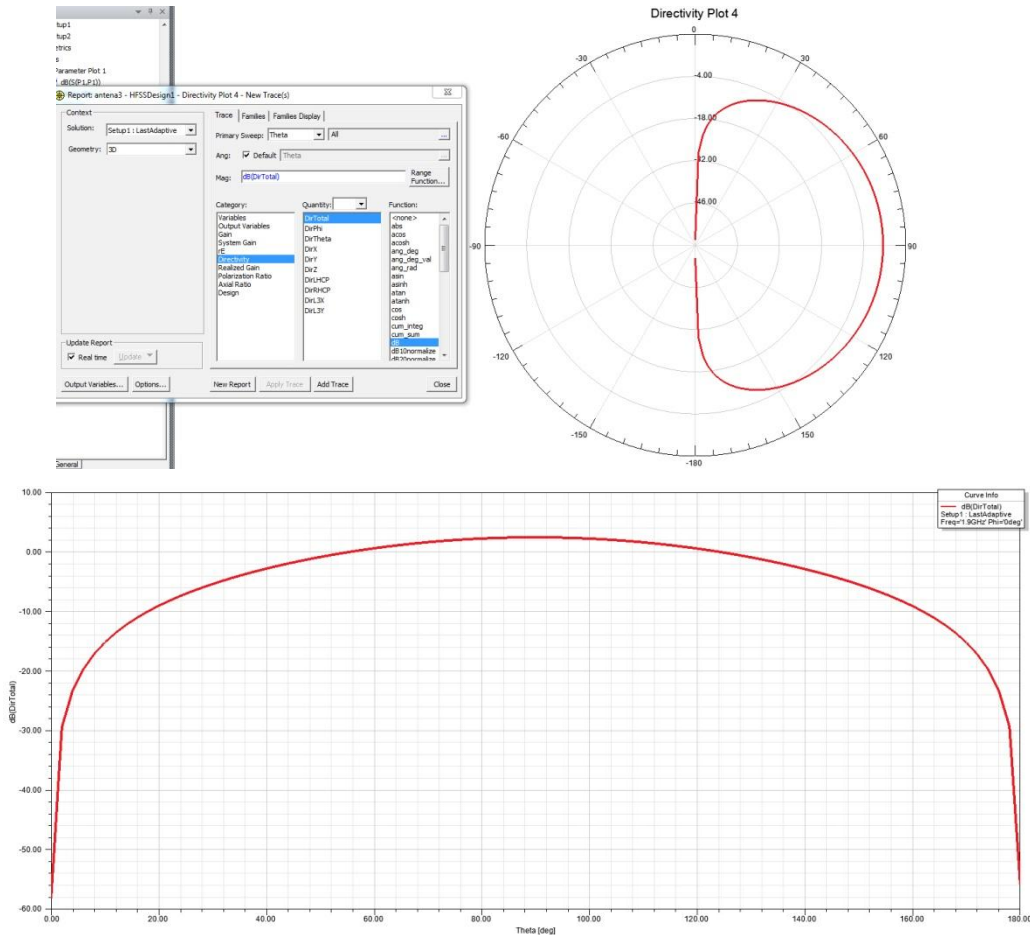 tup1
tup2
etrics
s
Parameter Plot 1
dB(S(P1,P1))
Report: antena3 - HFSSDesign1 - Directivity Plot 4 - New Trace(s)
Context
Solution: Setup1 : LastAdaptive
Geometry: 3D
Update Report
Real time Update
Output Variables... Options...
Trace Families Families Display
Primary Sweep: Theta All ...
Ang: Default Theta ...
Mag: dB(DirTotal) Range Function...
Category:
Variables
Output Variables
Gain
System Gain
rE
Directivity
Realized Gain
Polarization Ratio
Axial Ratio
Design
Quantity:
DirTotal
DirPhi
DirTheta
DirX
DirY
DirZ
DirLHCP
DirRHCP
DirL3X
DirL3Y
Function:
<none>
abs
acos
acosh
ang_deg
ang_deg_val
ang_rad
asin
asinh
atan
atanh
cos
cosh
cum_integ
cum_sum
dB
dB10normalize
dB20normalize
New Report Apply Trace Add Trace Close
General
Directivity Plot 4
0
30
60
90
120
150
-180
-150
-120
-90
-60
-30
-4.00
-18.00
-32.00
-46.00
10.00
0.00
-10.00
-20.00
-30.00
-40.00
-50.00
-60.00
dB(DirTotal)
0.00 20.00 40.00 60.00 80.00 100.00 120.00 140.00 160.00 180.00
Theta [deg]
Curve Info
dB(DirTotal)
Setup1 : LastAdaptive
Freq='1.9GHz' Phi='0deg'